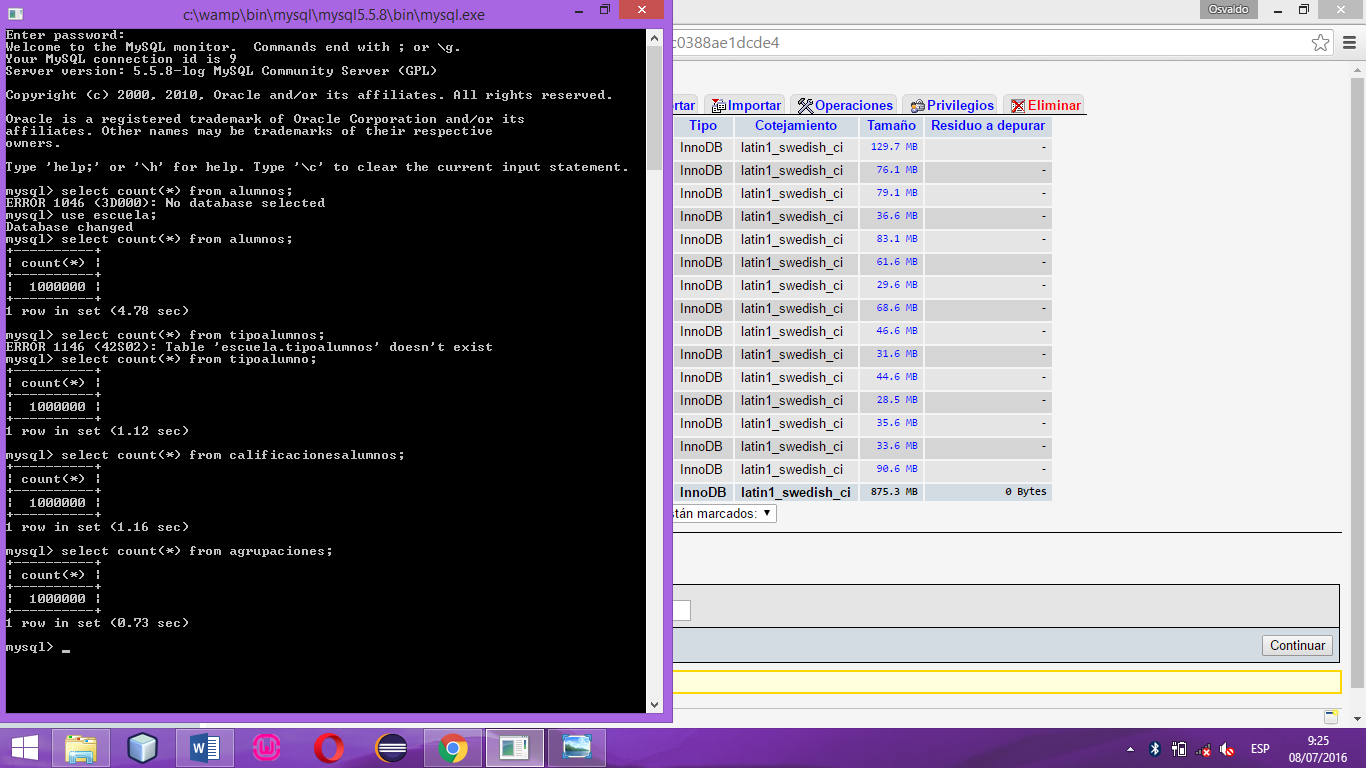 c:\wamp\bin\mysql\mysql5.5.8\bin\mysql.exe
Enter password:
Welcome to the MySQL monitor.  Commands end with ; or \g.
Your MySQL connection id is 9
Server version: 5.5.8-log MySQL Community Server (GPL)
Copyright (c) 2000, 2010, Oracle and/or its affiliates. All rights reserved.
Oracle is a registered trademark of Oracle Corporation and/or its
affiliates. Other names may be trademarks of their respective
owners.
Type 'help;' or '\h' for help. Type '\c' to clear the current input statement.
mysql> select count(*) from alumnos;
ERROR 1046 (3D000): No database selected
mysql> use escuela;
Database changed
mysql> select count(*) from alumnos;
+----------+
| count(*) |
+----------+
|  1000000 |
+----------+
1 row in set (4.78 sec)
mysql> select count(*) from tipoalumnos;
ERROR 1146 (42S02): Table 'escuela.tipoalumnos' doesn't exist
mysql> select count(*) from tipoalumno;
+----------+
| count(*) |
+----------+
|  1000000 |
+----------+
1 row in set (1.12 sec)
mysql> select count(*) from calificacionesalumnos;
+----------+
| count(*) |
+----------+
|  1000000 |
+----------+
1 row in set (1.16 sec)
mysql> select count(*) from agrupaciones;
+----------+
| count(*) |
+----------+
|  1000000 |
+----------+
1 row in set (0.73 sec)
mysql> _
Osvaldo
c0388ae1dcde4
rtar Importar Operaciones Privilegios Eliminar
Tipo Cotejamiento Tamaño Residuo a depurar
InnoDB latin1_swedish_ci 129.7 MB -
InnoDB latin1_swedish_ci 76.1 MB -
InnoDB latin1_swedish_ci 79.1 MB -
InnoDB latin1_swedish_ci 36.6 MB -
InnoDB latin1_swedish_ci 83.1 MB -
InnoDB latin1_swedish_ci 61.6 MB -
InnoDB latin1_swedish_ci 29.6 MB -
InnoDB latin1_swedish_ci 68.6 MB -
InnoDB latin1_swedish_ci 46.6 MB -
InnoDB latin1_swedish_ci 31.6 MB -
InnoDB latin1_swedish_ci 44.6 MB -
InnoDB latin1_swedish_ci 28.5 MB -
InnoDB latin1_swedish_ci 35.6 MB -
InnoDB latin1_swedish_ci 33.6 MB -
InnoDB latin1_swedish_ci 90.6 MB -
InnoDB latin1_swedish_ci 875.3 MB 0 Bytes
stán marcados:
Continuar
ESP
9:25
08/07/2016